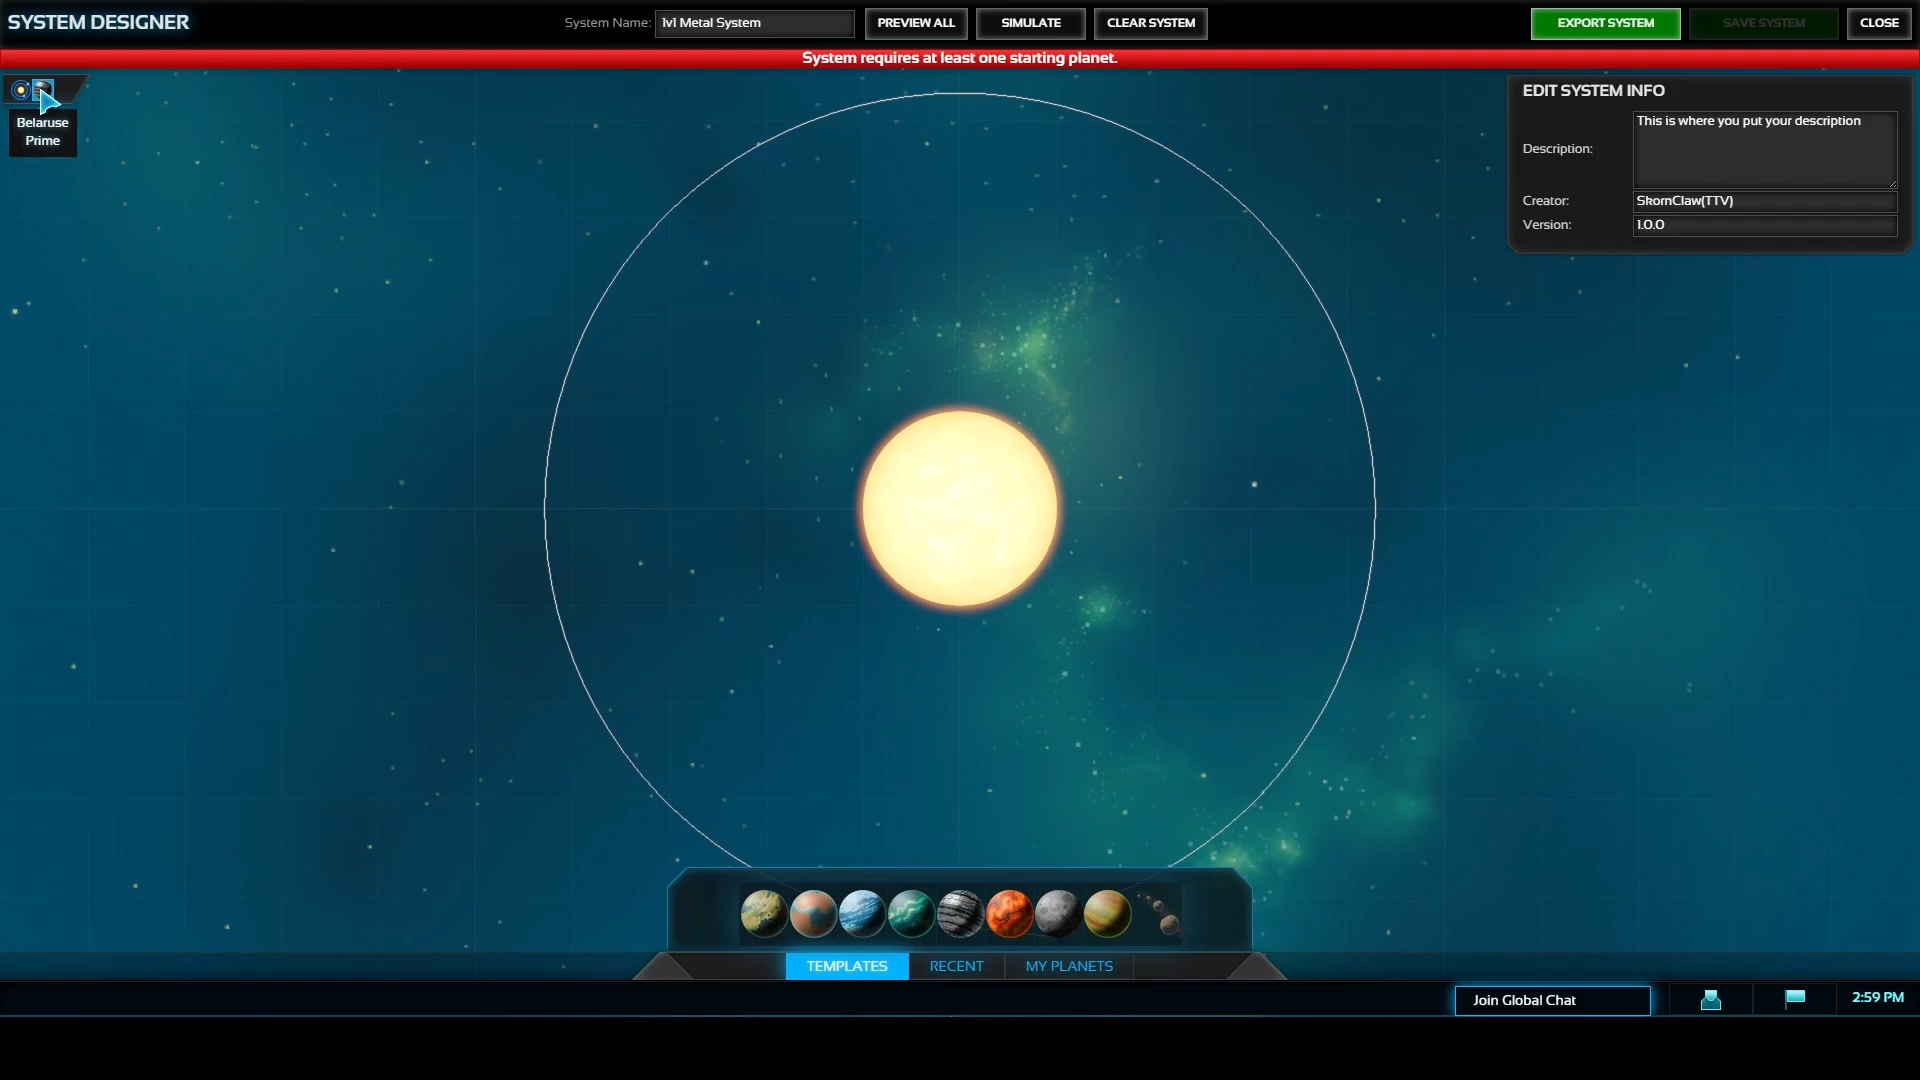 SYSTEM DESIGNER
System Name: 1v1 Metal System
PREVIEW ALL
SIMULATE
CLEAR SYSTEM
EXPORT SYSTEM
SAVE SYSTEM
CLOSE
System requires at least one starting planet.
Belaruse
Prime
EDIT SYSTEM INFO
Description: This is where you put your description
Creator: SkornClaw(TTV)
Version: 1.0.0
TEMPLATES
RECENT
MY PLANETS
Join Global Chat
2:59 PM